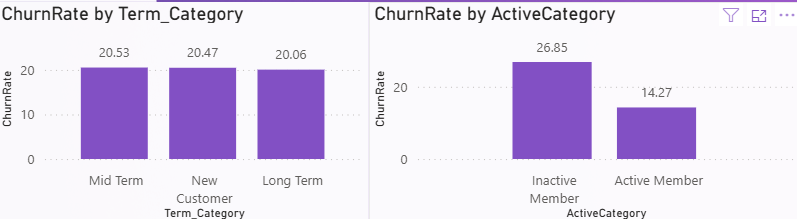 ChurnRate by Term_Category
20.53
20.47
20.06
20
10
0
ChurnRate
Mid Term
New
Customer
Long Term
Term_Category
ChurnRate by ActiveCategory
26.85
14.27
20
0
ChurnRate
Inactive
Member
Active Member
ActiveCategory